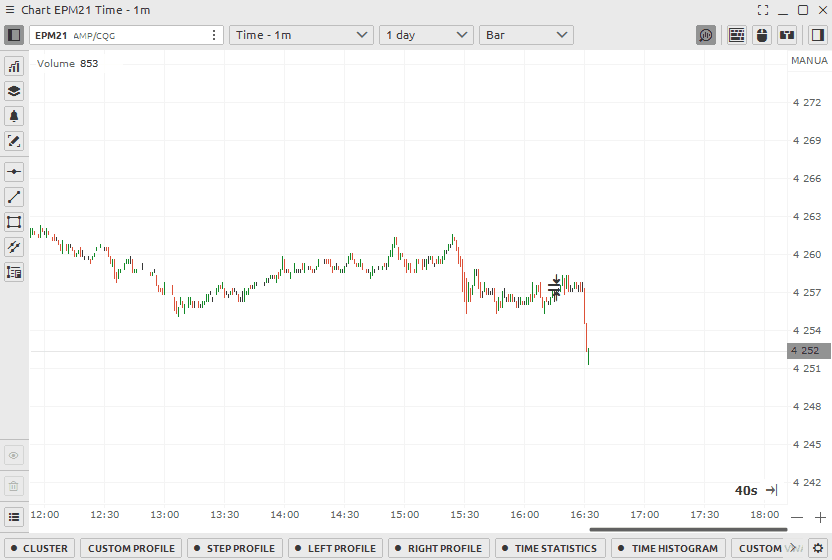 Chart EPM21 Time - 1m
EPM21 AMP/CQG Time - 1m 1 day Bar
Volume 853
MANUA
4 272
4 269
4 266
4 263
4 260
4 257
4 254
4 252
4 251
4 248
4 245
4 242
40s
12:00 12:30 13:00 13:30 14:00 14:30 15:00 15:30 16:00 16:30 17:00 17:30 18:00
CLUSTER CUSTOM PROFILE STEP PROFILE LEFT PROFILE RIGHT PROFILE TIME STATISTICS TIME HISTOGRAM CUSTOM